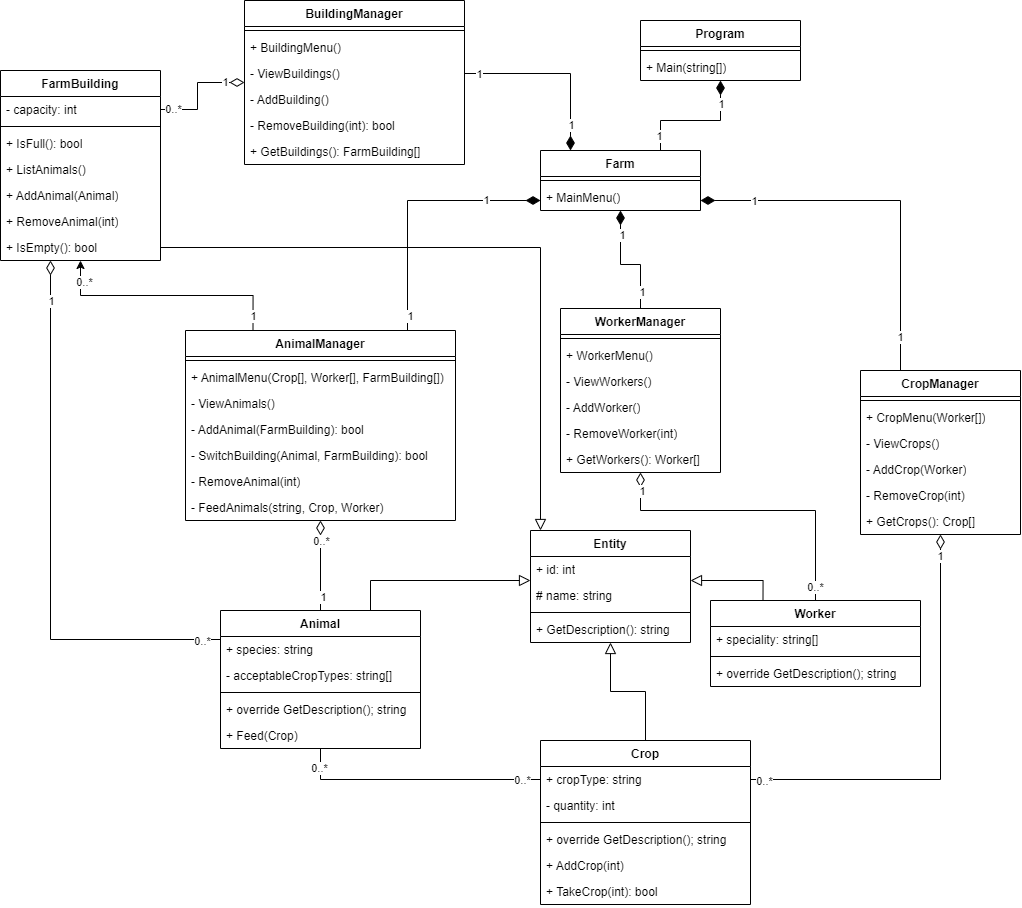 BuildingManager
+ BuildingMenu()
- ViewBuildings()
- AddBuilding()
- RemoveBuilding(int): bool
+ GetBuildings(): FarmBuilding[]
Program
+ Main(string[])
FarmBuilding
- capacity: int
+ IsFull(): bool
+ ListAnimals()
+ AddAnimal(Animal)
+ RemoveAnimal(int)
+ IsEmpty(): bool
1
0..*
1
1
1
1
Farm
+ MainMenu()
1
1
1
1
1
1
0..*
1
1
1
AnimalManager
+ AnimalMenu(Crop[], Worker[], FarmBuilding[])
- ViewAnimals()
- AddAnimal(FarmBuilding): bool
- SwitchBuilding(Animal, FarmBuilding): bool
- RemoveAnimal(int)
- FeedAnimals(string, Crop, Worker)
WorkerManager
+ WorkerMenu()
- ViewWorkers()
- AddWorker()
- RemoveWorker(int)
+ GetWorkers(): Worker[]
CropManager
+ CropMenu(Worker[])
- ViewCrops()
- AddCrop(Worker)
- RemoveCrop(int)
+ GetCrops(): Crop[]
1
0..*
1
0..*
1
Entity
+ id: int
# name: string
+ GetDescription(): string
1
0..*
Animal
+ species: string
- acceptableCropTypes: string[]
+ override GetDescription(); string
+ Feed(Crop)
Worker
+ speciality: string[]
+ override GetDescription(); string
0..*
0..*
0..*
Crop
+ cropType: string
- quantity: int
+ override GetDescription(); string
+ AddCrop(int)
+ TakeCrop(int): bool